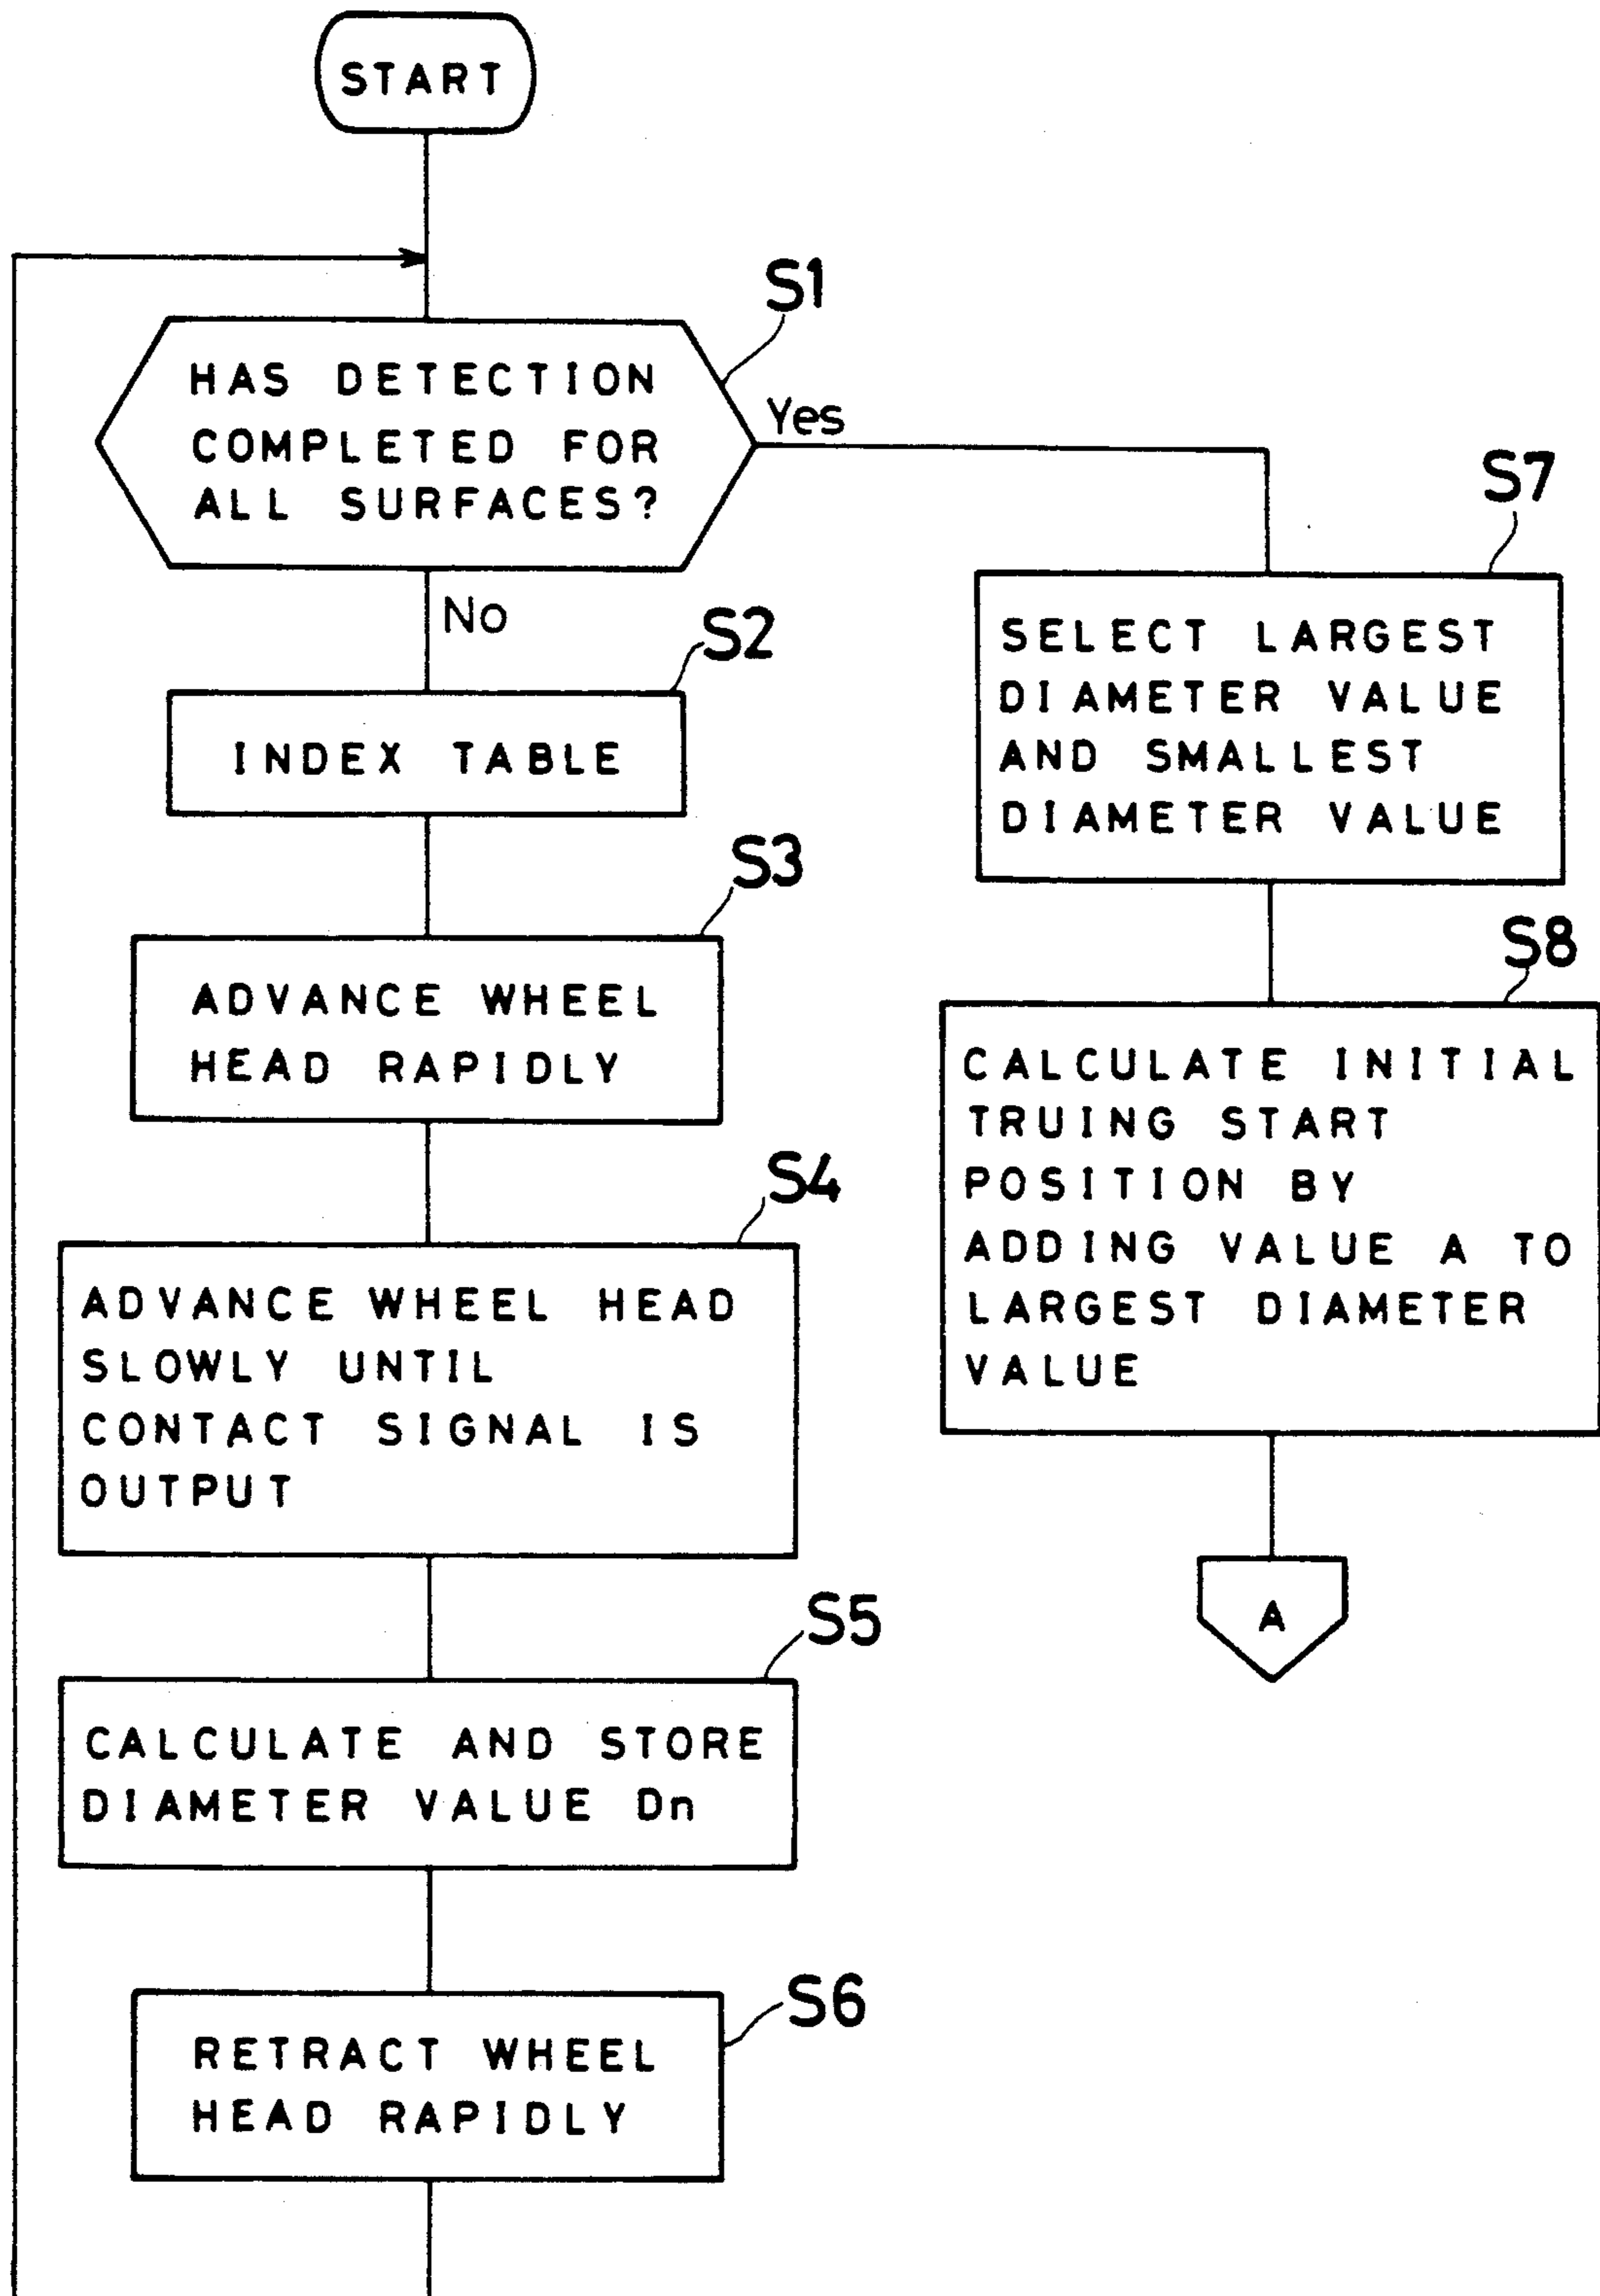 START
S1
HAS DETECTION
COMPLETED FOR
ALL SURFACES?
Yes
No
S2
INDEX TABLE
S3
ADVANCE WHEEL
HEAD RAPIDLY
S4
ADVANCE WHEEL HEAD
SLOWLY UNTIL
CONTACT SIGNAL IS
OUTPUT
S5
CALCULATE AND STORE
DIAMETER VALUE Dn
S6
RETRACT WHEEL
HEAD RAPIDLY
S7
SELECT LARGEST
DIAMETER VALUE
AND SMALLEST
DIAMETER VALUE
S8
CALCULATE INITIAL
TRUING START
POSITION BY
ADDING VALUE A TO
LARGEST DIAMETER
VALUE
A